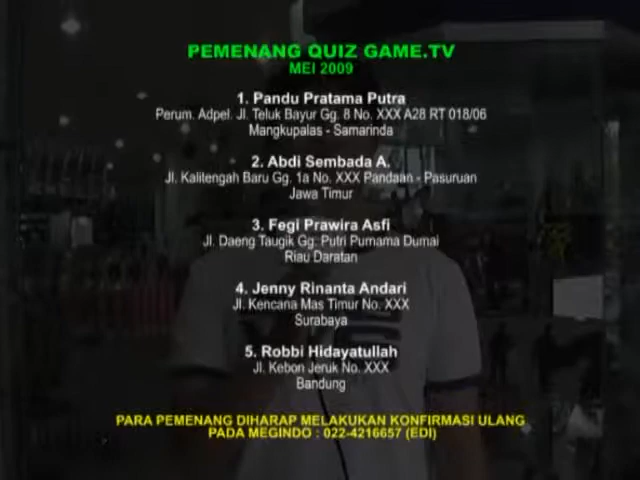 PEMENANG QUIZ GAME.TV
MEI 2009
1. Pandu Pratama Putra
Perum. Adpel. Jl. Teluk Bayur Gg. 8 No. XXX A28 RT 018/06
Mangkupalas - Samarinda
2. Abdi Sembada A.
Jl. Kalitengah Baru Gg. 1a No. XXX Pandaan - Pasuruan
Jawa Timur
3. Fegi Prawira Asfi
Jl. Daeng Taugik Gg. Putri Purnama Dumai
Riau Daratan
4. Jenny Rinanta Andari
Jl. Kencana Mas Timur No. XXX
Surabaya
5. Robbi Hidayatullah
Jl. Kebon Jeruk No. XXX
Bandung
PARA PEMENANG DIHARAP MELAKUKAN KONFIRMASI ULANG
PADA MEGINDO : 022-4216657 (EDI)